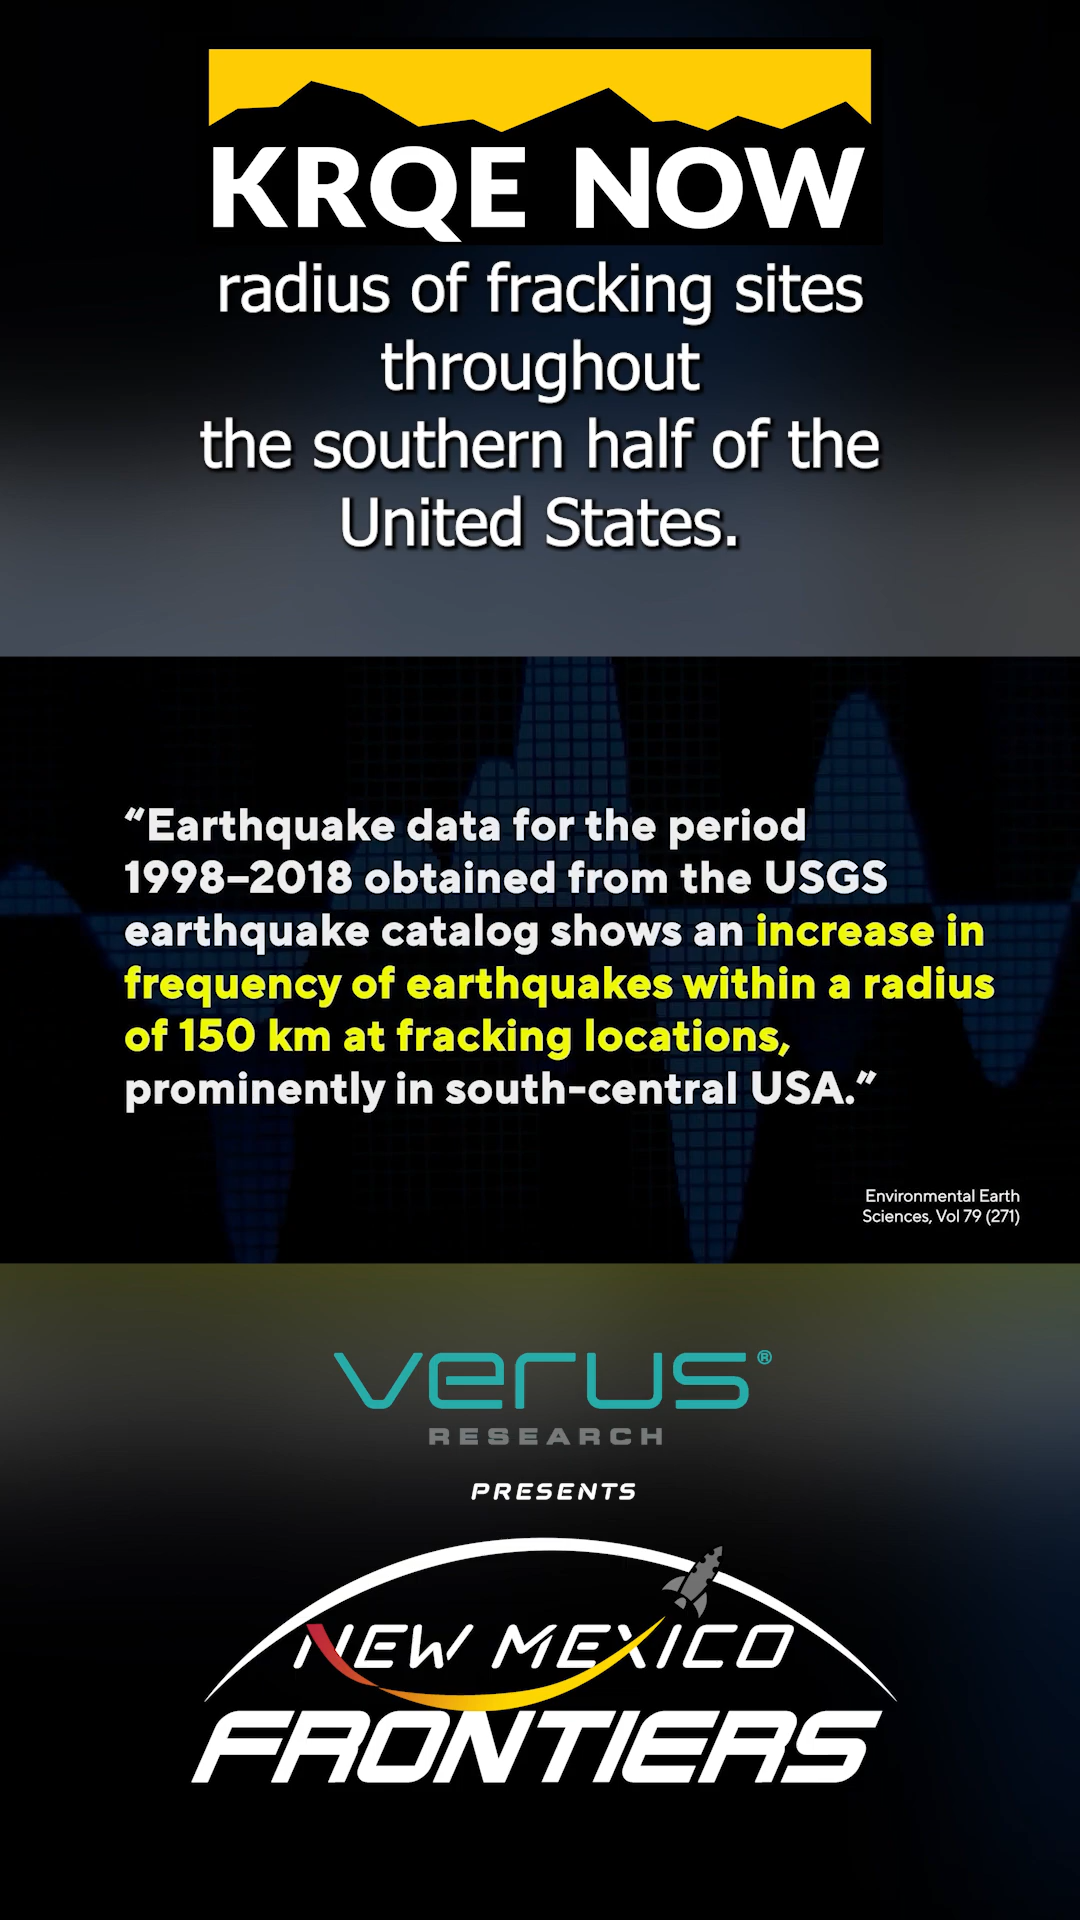 KRQE NOW
radius of fracking sites
throughout
the southern half of the
United States.
“Earthquake data for the period
1998–2018 obtained from the USGS
earthquake catalog shows an increase in
frequency of earthquakes within a radius
of 150 km at fracking locations,
prominently in south-central USA.”
Environmental Earth
Sciences, Vol 79 (271)
verus®
RESEARCH
PRESENTS
NEW MEXICO
FRONTIERS